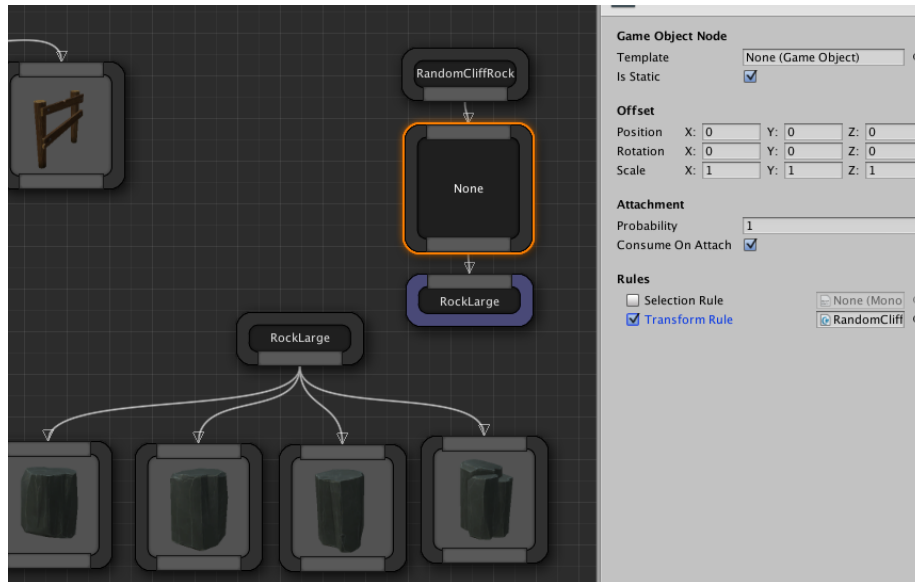 RandomCliffRock
None
RockLarge
RockLarge
Game Object Node
Template None (Game Object)
Is Static
Offset
Position X: 0 Y: 0 Z: 0
Rotation X: 0 Y: 0 Z: 0
Scale X: 1 Y: 1 Z: 1
Attachment
Probability 1
Consume On Attach
Rules
Selection Rule None (Mono
Transform Rule RandomCliff